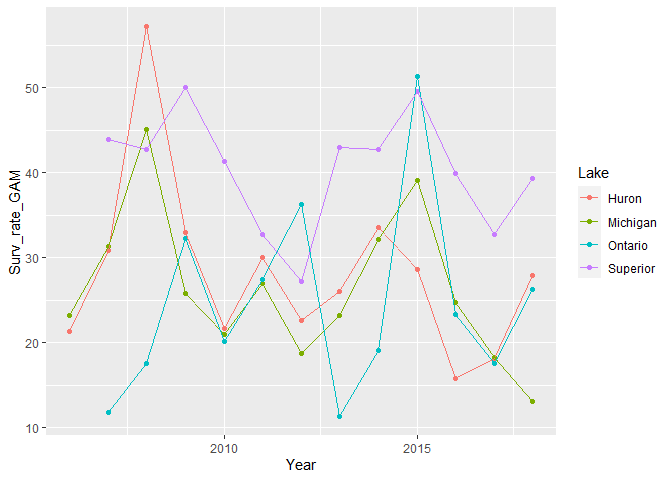 50
40
30
20
10
Surv_rate_GAM
2010
2015
Year
Lake
Huron
Michigan
Ontario
Superior